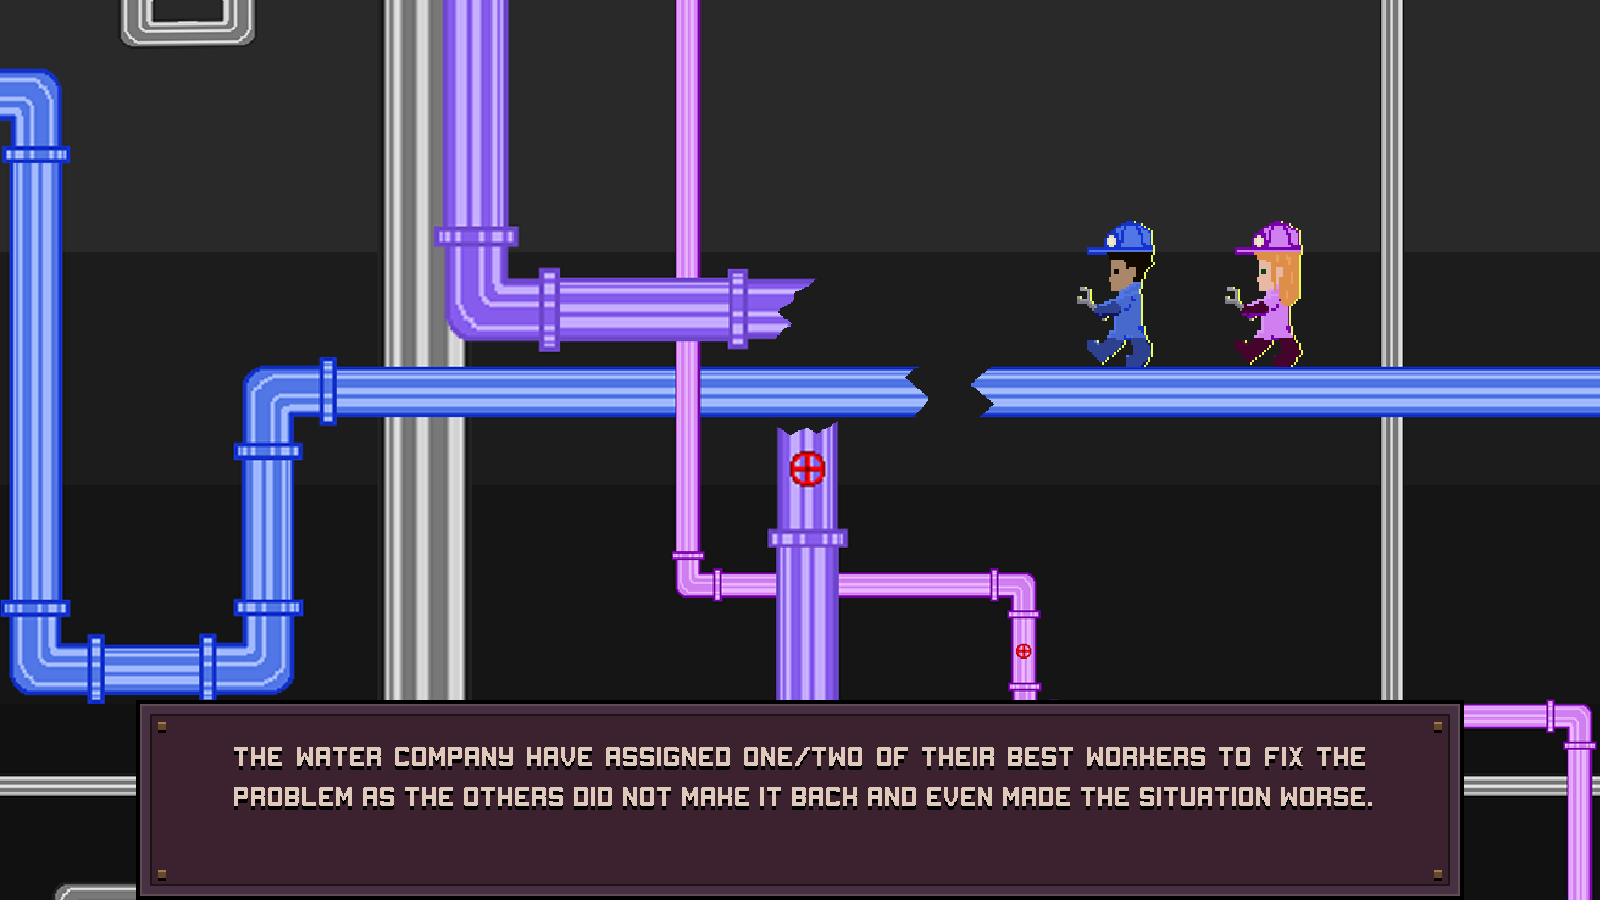 THE WATER COMPANY HAVE ASSIGNED ONE/TWO OF THEIR BEST WORKERS TO FIX THE
PROBLEM AS THE OTHERS DID NOT MAKE IT BACK AND EVEN MADE THE SITUATION WORSE.